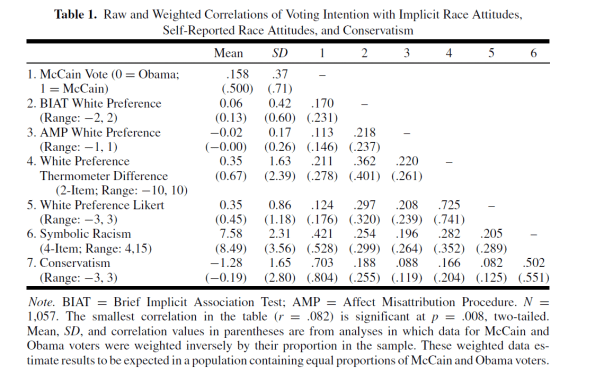 Table 1. Raw and Weighted Correlations of Voting Intention with Implicit Race Attitudes,
Self-Reported Race Attitudes, and Conservatism
Mean SD 1 2 3 4 5 6
1. McCain Vote (0 = Obama; .158 .37 –
1 = McCain) (.500) (.71)
2. BIAT White Preference 0.06 0.42 .170 –
(Range: −2, 2) (0.13) (0.60) (.231)
3. AMP White Preference −0.02 0.17 .113 .218 –
(Range: −1, 1) (−0.00) (0.26) (.146) (.237)
4. White Preference 0.35 1.63 .211 .362 .220 –
Thermometer Difference (0.67) (2.39) (.278) (.401) (.261)
(2-Item; Range: −10, 10)
5. White Preference Likert 0.35 0.86 .124 .297 .208 .725 –
(Range: −3, 3) (0.45) (1.18) (.176) (.320) (.239) (.741)
6. Symbolic Racism 7.58 2.31 .421 .254 .196 .282 .205 –
(4-Item; Range: 4,15) (8.49) (3.56) (.528) (.299) (.264) (.352) (.289)
7. Conservatism −1.28 1.65 .703 .188 .088 .166 .082 .502
(Range: −3, 3) (−0.19) (2.80) (.804) (.255) (.119) (.204) (.125) (.551)
Note. BIAT = Brief Implicit Association Test; AMP = Affect Misattribution Procedure. N =
1,057. The smallest correlation in the table (r = .082) is significant at p = .008, two-tailed.
Mean, SD, and correlation values in parentheses are from analyses in which data for McCain and
Obama voters were weighted inversely by their proportion in the sample. These weighted data es-
timate results to be expected in a population containing equal proportions of McCain and Obama voters.